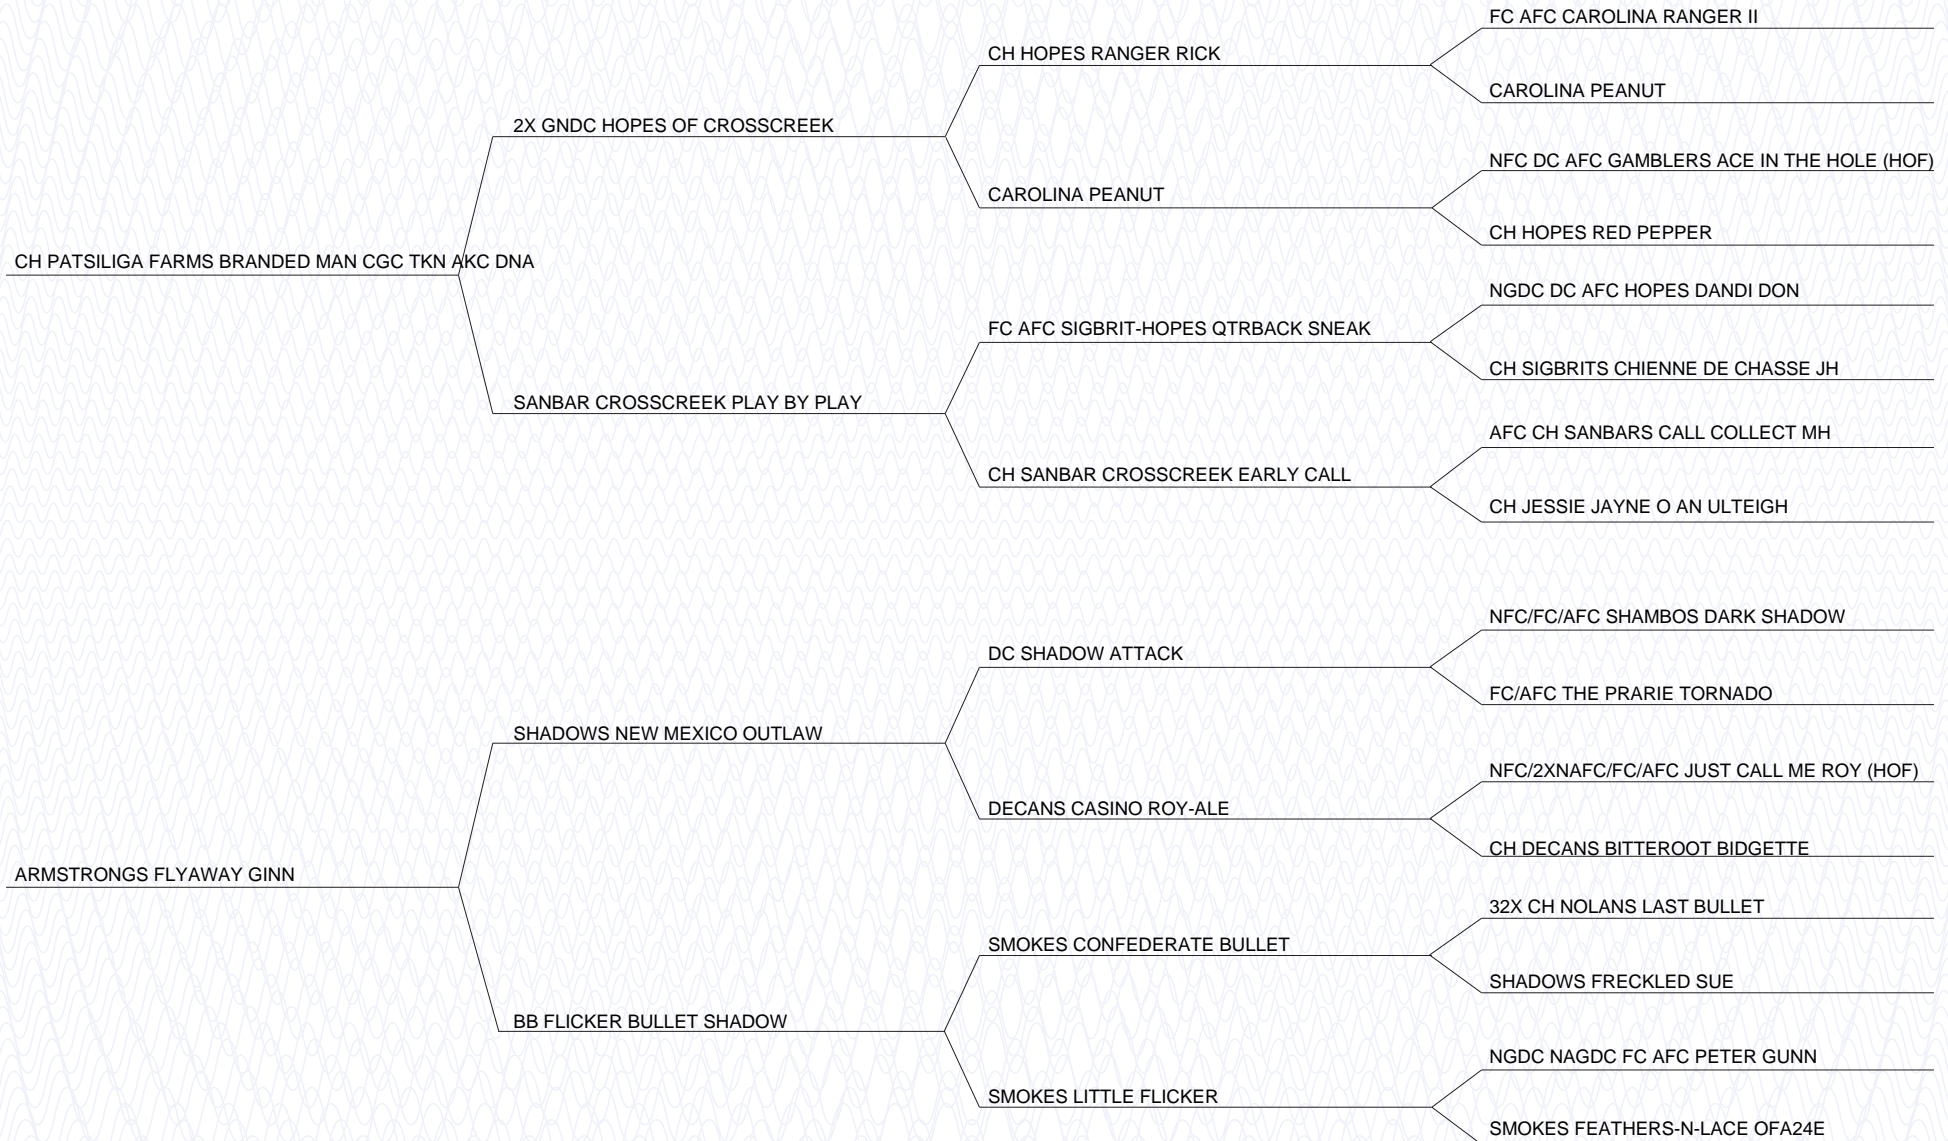 FC AFC CAROLINA RANGER II
CH HOPES RANGER RICK
CAROLINA PEANUT
2X GNDC HOPES OF CROSSCREEK
NFC DC AFC GAMBLERS ACE IN THE HOLE (HOF)
CAROLINA PEANUT
CH HOPES RED PEPPER
CH PATSILIGA FARMS BRANDED MAN CGC TKN AKC DNA
NGDC DC AFC HOPES DANDI DON
FC AFC SIGBRIT-HOPES QTRBACK SNEAK
CH SIGBRITS CHIENNE DE CHASSE JH
SANBAR CROSSCREEK PLAY BY PLAY
AFC CH SANBARS CALL COLLECT MH
CH SANBAR CROSSCREEK EARLY CALL
CH JESSIE JAYNE O AN ULTEIGH
NFC/FC/AFC SHAMBOS DARK SHADOW
DC SHADOW ATTACK
FC/AFC THE PRARIE TORNADO
SHADOWS NEW MEXICO OUTLAW
NFC/2XNAFC/FC/AFC JUST CALL ME ROY (HOF)
DECANS CASINO ROY-ALE
CH DECANS BITTEROOT BIDGETTE
ARMSTRONGS FLYAWAY GINN
32X CH NOLANS LAST BULLET
SMOKES CONFEDERATE BULLET
SHADOWS FRECKLED SUE
BB FLICKER BULLET SHADOW
NGDC NAGDC FC AFC PETER GUNN
SMOKES LITTLE FLICKER
SMOKES FEATHERS-N-LACE OFA24E